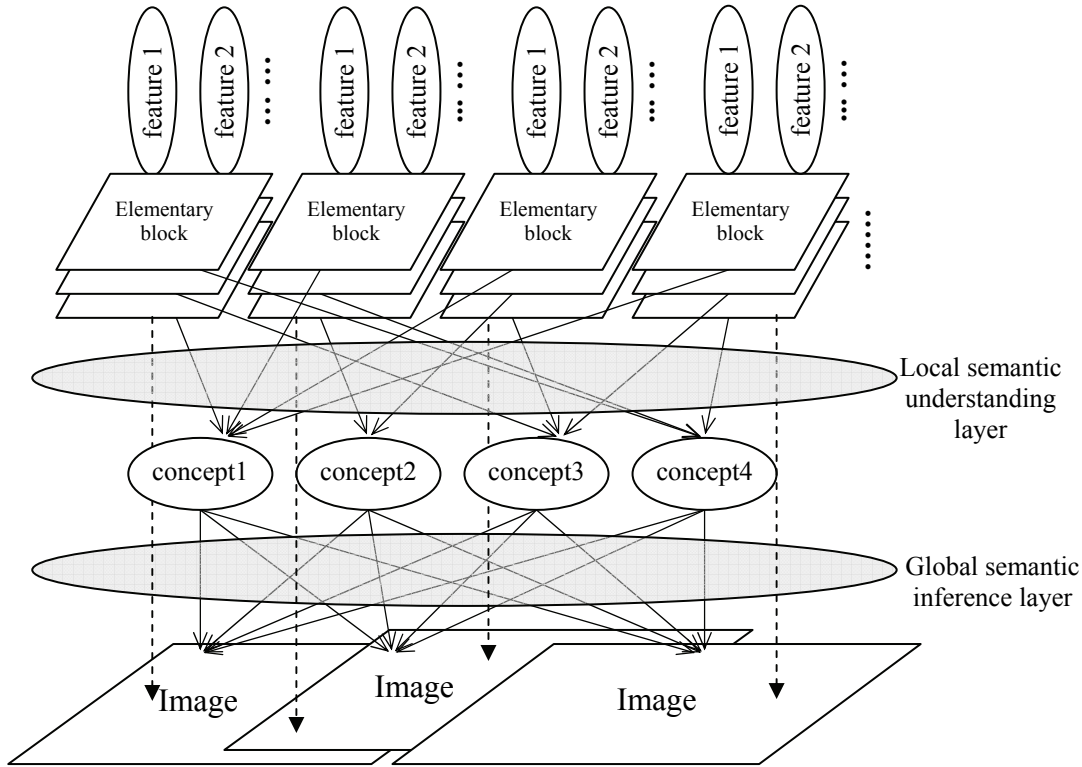 feature 1
feature 2
... ...
feature 1
feature 2
... ...
feature 1
feature 2
... ...
feature 1
feature 2
... ...
Elementary
block
Elementary
block
Elementary
block
Elementary
block
......
Local semantic
understanding
layer
concept1
concept2
concept3
concept4
Global semantic
inference layer
Image
Image
Image